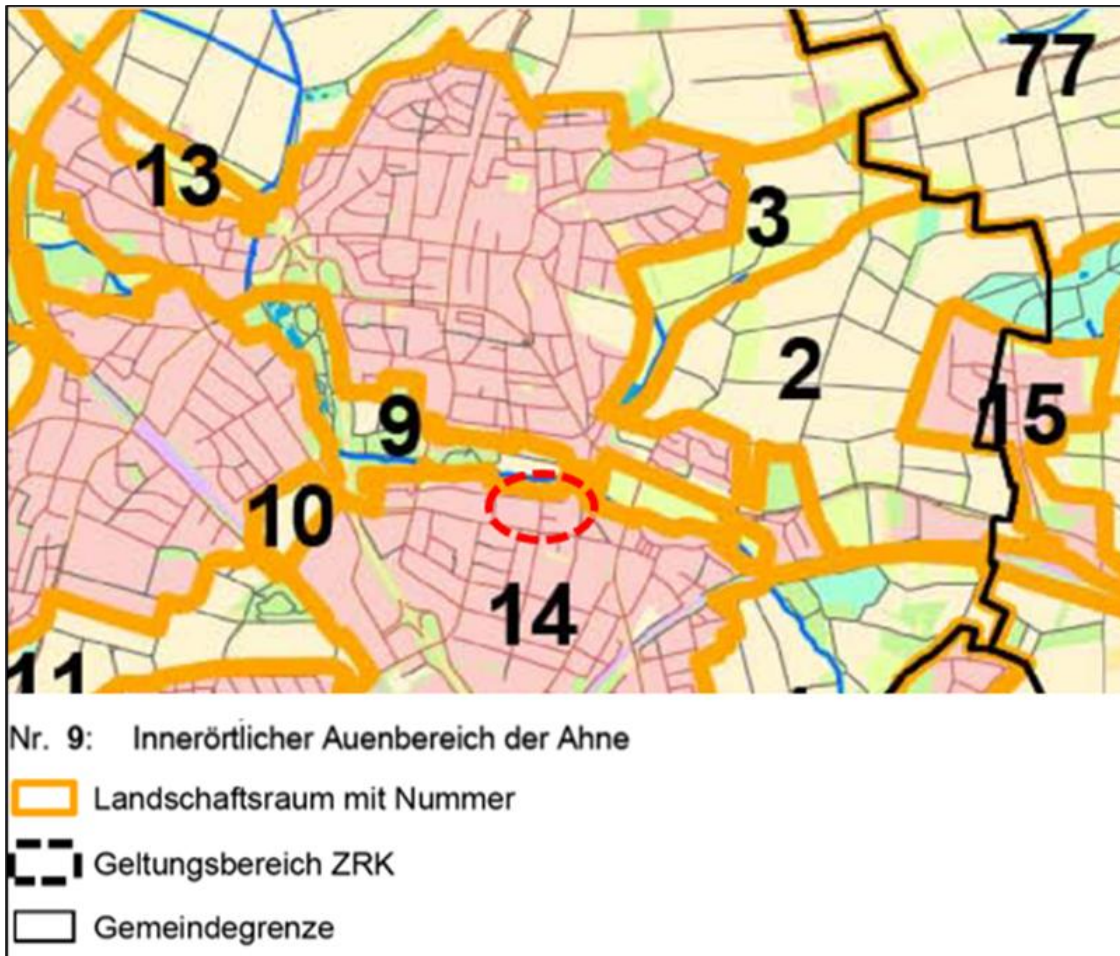 77
13
3
2
9
15
10
14
11
Nr. 9: Innerörtlicher Auenbereich der Ahne
Landschaftsraum mit Nummer
Geltungsbereich ZRK
Gemeindegrenze